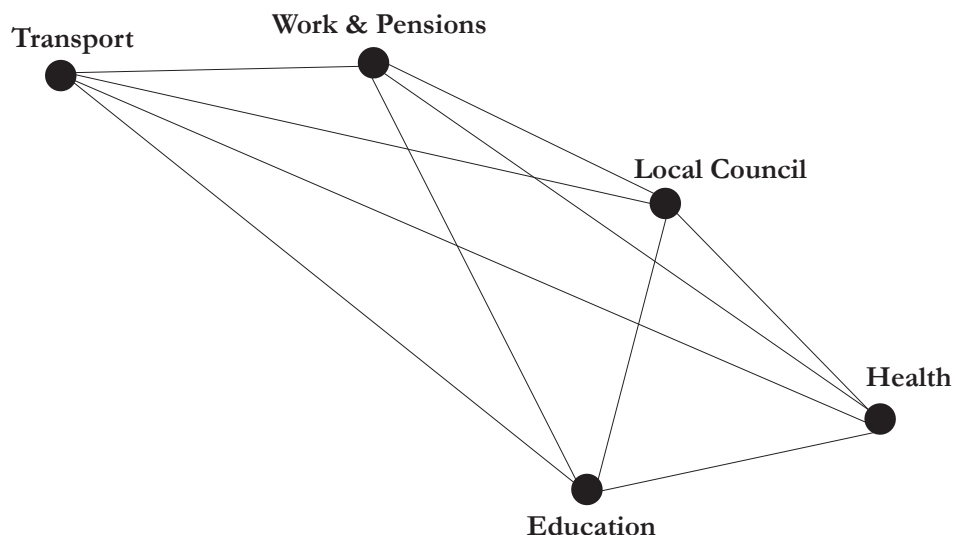 Work & Pensions
Transport
Local Council
Health
Education